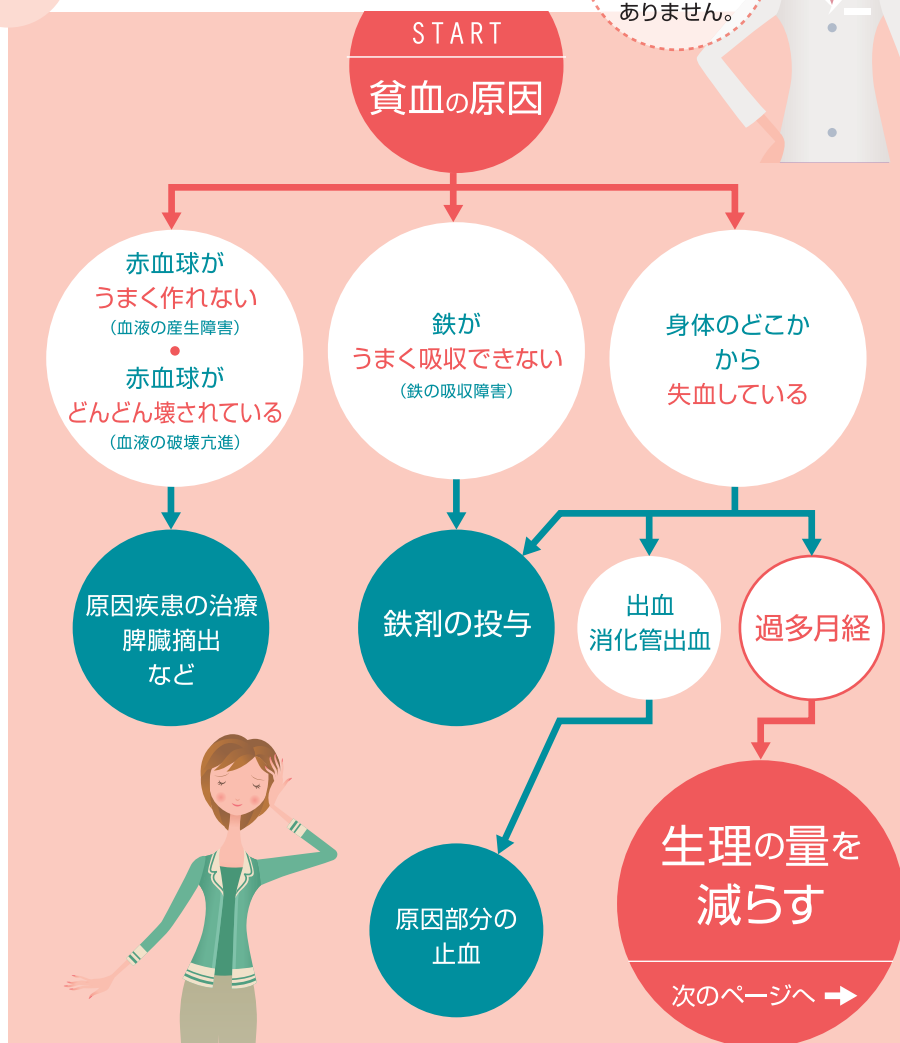 ありません。
START
貧血の原因
赤血球が
うまく作れない
（血液の産生障害）
●
赤血球が
どんどん壊されている
（血液の破壊亢進）
鉄が
うまく吸収できない
（鉄の吸収障害）
身体のどこか
から
失血している
原因疾患の治療
脾臓摘出
など
鉄剤の投与
出血
消化管出血
過多月経
原因部分の
止血
生理の量を
減らす
次のページへ